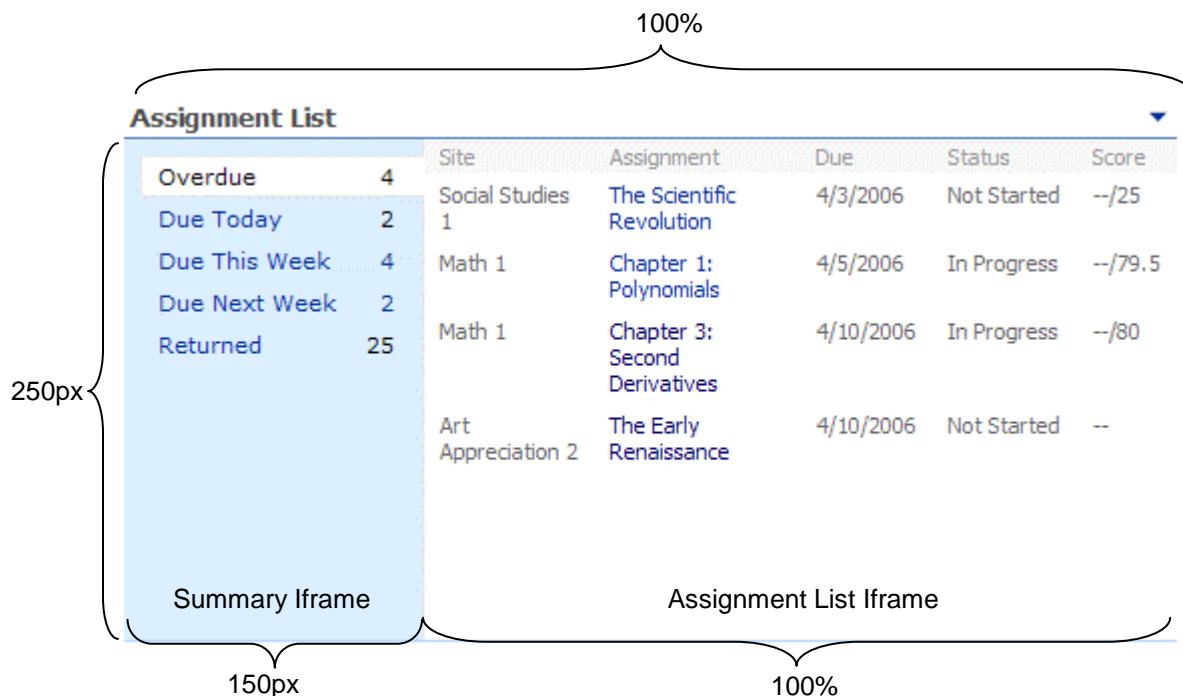 100%
Assignment List
Site Assignment Due Status Score
Overdue 4
Due Today 2
Due This Week 4
Due Next Week 2
Returned 25
Social Studies
1
The Scientific
Revolution
4/3/2006 Not Started --/25
Math 1
Chapter 1:
Polynomials
4/5/2006 In Progress --/79.5
Math 1
Chapter 3:
Second
Derivatives
4/10/2006 In Progress --/80
Art
Appreciation 2
The Early
Renaissance
4/10/2006 Not Started --
250px
Summary Iframe
Assignment List Iframe
150px
100%